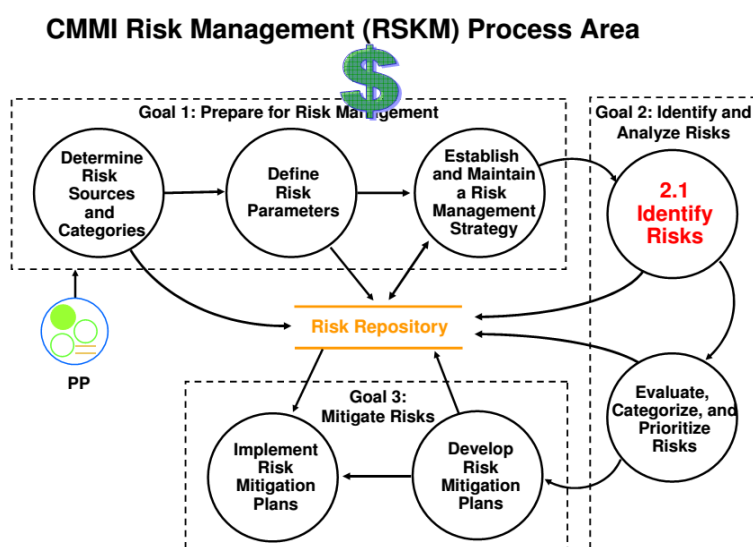 CMMI Risk Management (RSKM) Process Area
$
Goal 1: Prepare for Risk Management
Determine
Risk
Sources
and
Categories
Define
Risk
Parameters
Establish
and Maintain
a Risk
Management
Strategy
Goal 2: Identify and
Analyze Risks
2.1
Identify
Risks
Risk Repository
PP
Goal 3:
Mitigate Risks
Implement
Risk
Mitigation
Plans
Develop
Risk
Mitigation
Plans
Evaluate,
Categorize, and
Prioritize
Risks